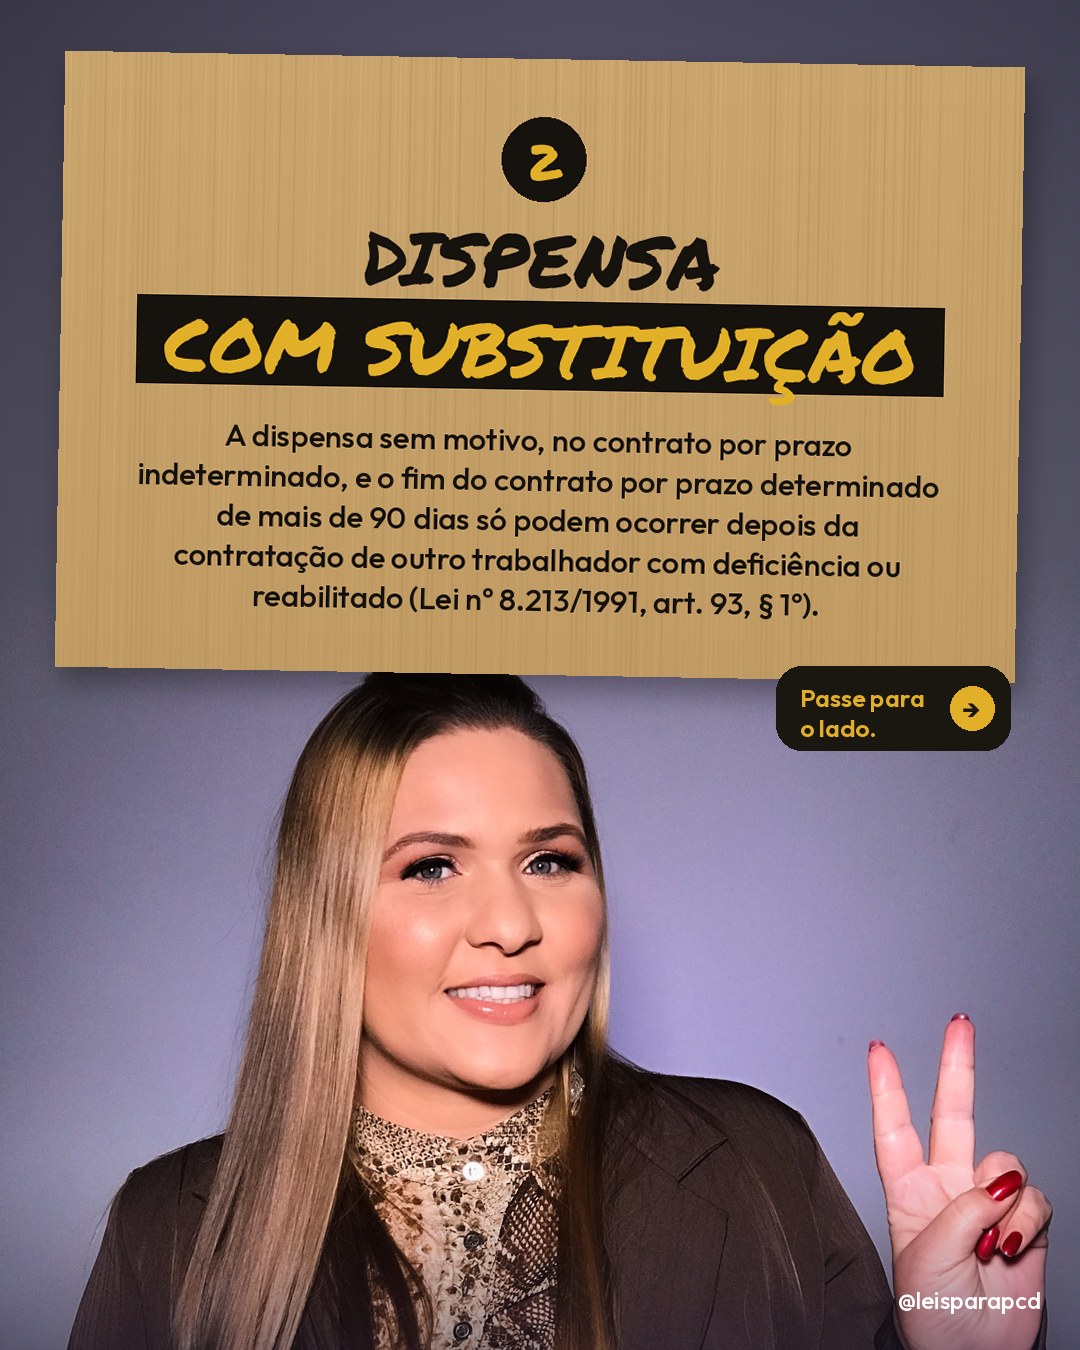 2
DISPENSA
COM SUBSTITUIÇÃO
A dispensa sem motivo, no contrato por prazo
indeterminado, e o fim do contrato por prazo determinado
de mais de 90 dias só podem ocorrer depois da
contratação de outro trabalhador com deficiência ou
reabilitado (Lei nº 8.213/1991, art. 93, § 1º).
Passe para
o lado.
@leisparapcd